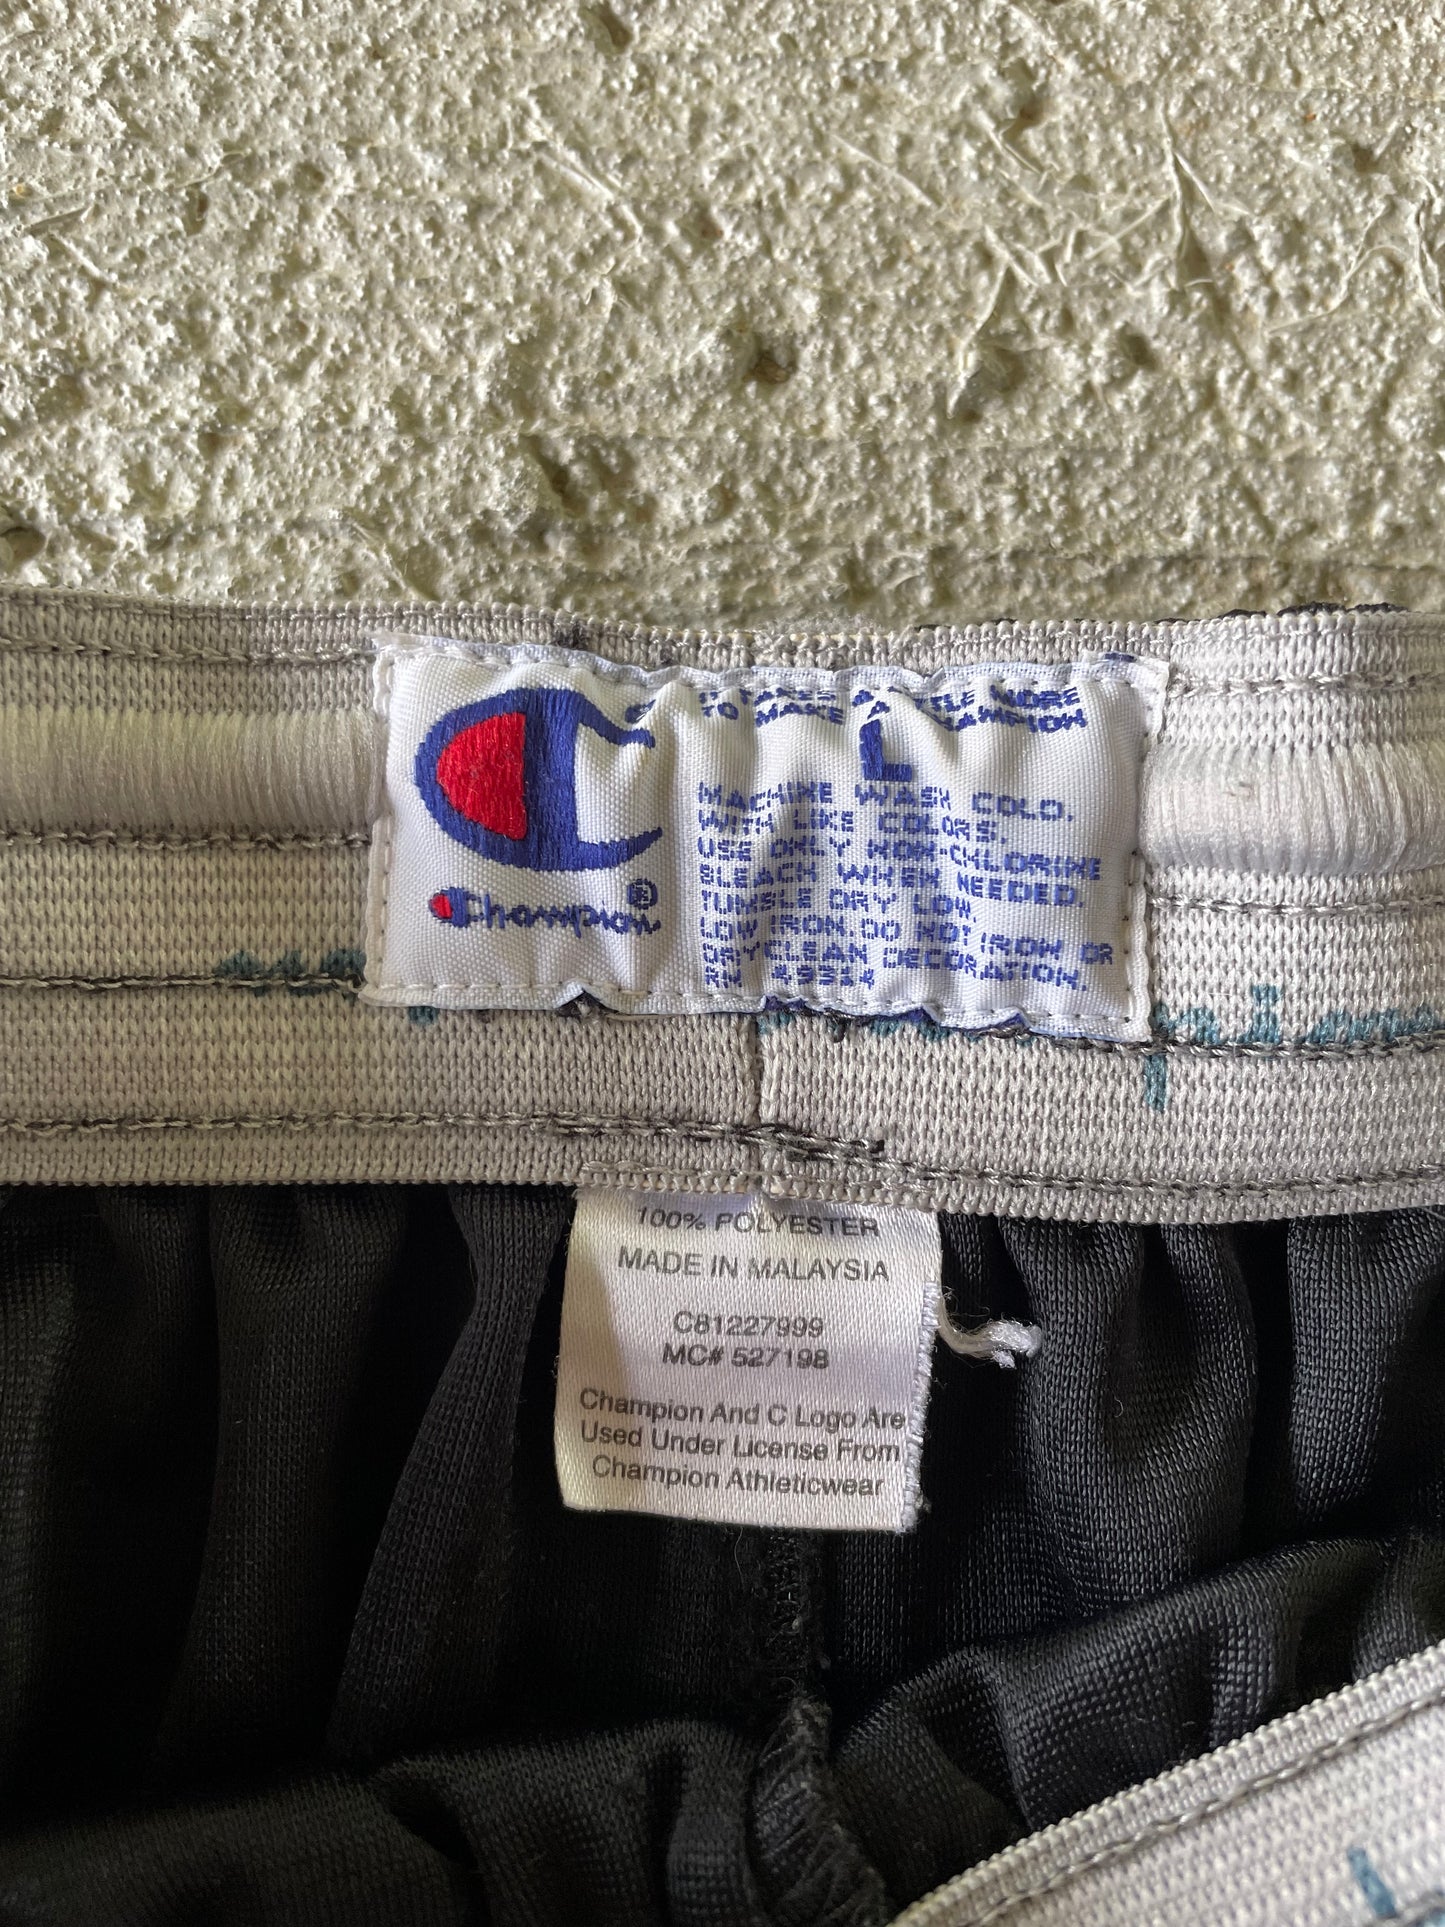 IT TAKES A LITTLE MORE
TO MAKE A CHAMPION
L
MACHINE WASH COLD.
WITH LIKE COLORS.
USE ONLY NON-CHLORINE
BLEACH WHEN NEEDED.
TUMBLE DRY LOW.
LOW IRON. DO NOT IRON OR
DRYCLEAN DECORATION.
RN 49314
Champion®
100% POLYESTER
MADE IN MALAYSIA
C81227999
MC# 527198
Champion And C Logo Are
Used Under License From
Champion Athleticwear